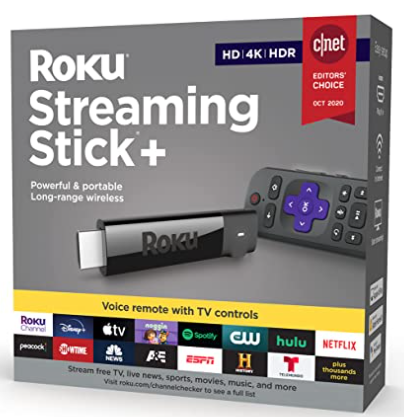 Roku
Streaming
Stick+
Powerful & portable
Long-range wireless
HD | 4K | HDR
c|net
EDITORS'
CHOICE
OCT 2020
OK
Roku
Voice remote with TV controls
Roku
Channel
Disney+
tv
noggin
Spotify
CW
hulu
NETFLIX
peacock
SHOWTIME
NBC
NEWS
A+E
ESPN
HISTORY
TELEMUNDO
plus
thousands
more
Stream free TV, live news, sports, movies, music, and more
Visit roku.com/channelchecker to see a full list